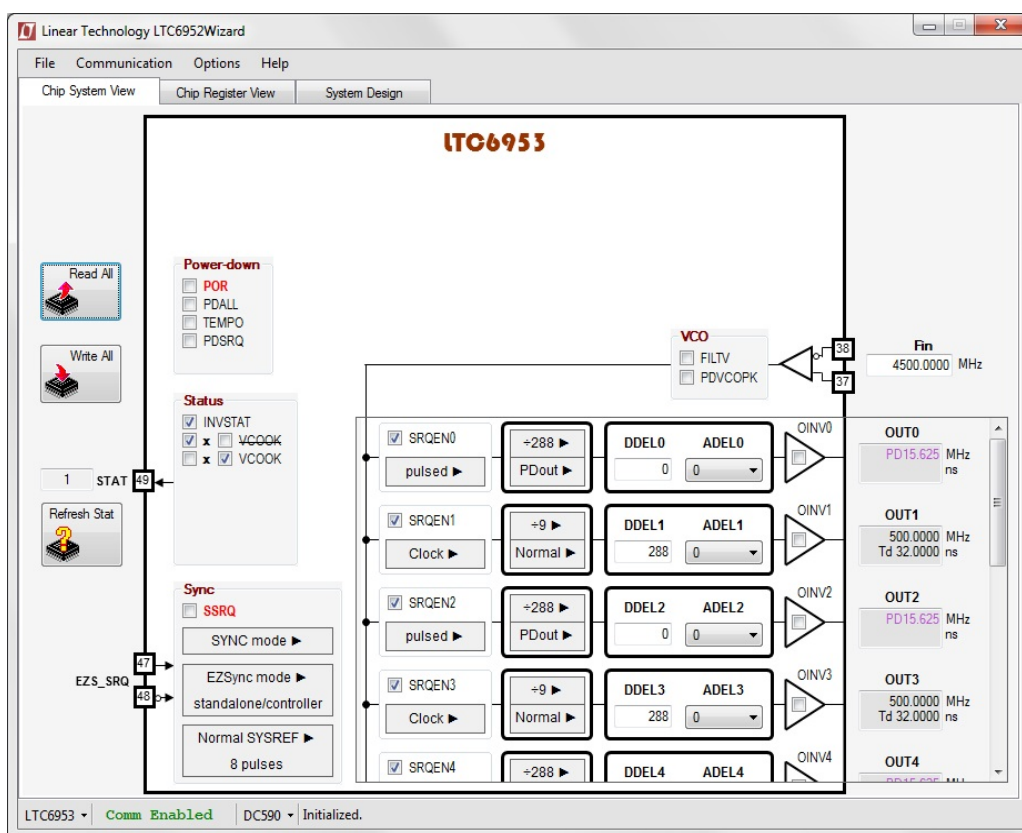 Linear Technology LTC6952Wizard
File Communication Options Help
Chip System View Chip Register View System Design
LTC6953
Read All
Write All
Power-down
POR
PDALL
TEMPO
PDSRQ
VCO
FILTV
PDVCOPK
38
37
Fin
4500.0000 MHz
Status
INVSTAT
x VCOOK
x VCOOK
1 STAT 49
Refresh Stat
SRQEN0
pulsed ►
÷288 ►
PDout ►
DDEL0 ADEL0
0 0
OINV0
OUT0
PD15.625 MHz
ns
SRQEN1
Clock ►
÷9 ►
Normal ►
DDEL1 ADEL1
288 0
OINV1
OUT1
500.0000 MHz
Td 32.0000 ns
Sync
SSRQ
SYNC mode ►
EZSync mode ►
standalone/controller
Normal SYSREF ►
8 pulses
47
EZS_SRQ
48
SRQEN2
pulsed ►
÷288 ►
PDout ►
DDEL2 ADEL2
0 0
OINV2
OUT2
PD15.625 MHz
ns
SRQEN3
Clock ►
÷9 ►
Normal ►
DDEL3 ADEL3
288 0
OINV3
OUT3
500.0000 MHz
Td 32.0000 ns
SRQEN4
÷288 ►
DDEL4 ADEL4
OINV4
OUT4
PD15.625 MHz
LTC6953 Comm Enabled DC590 Initialized.